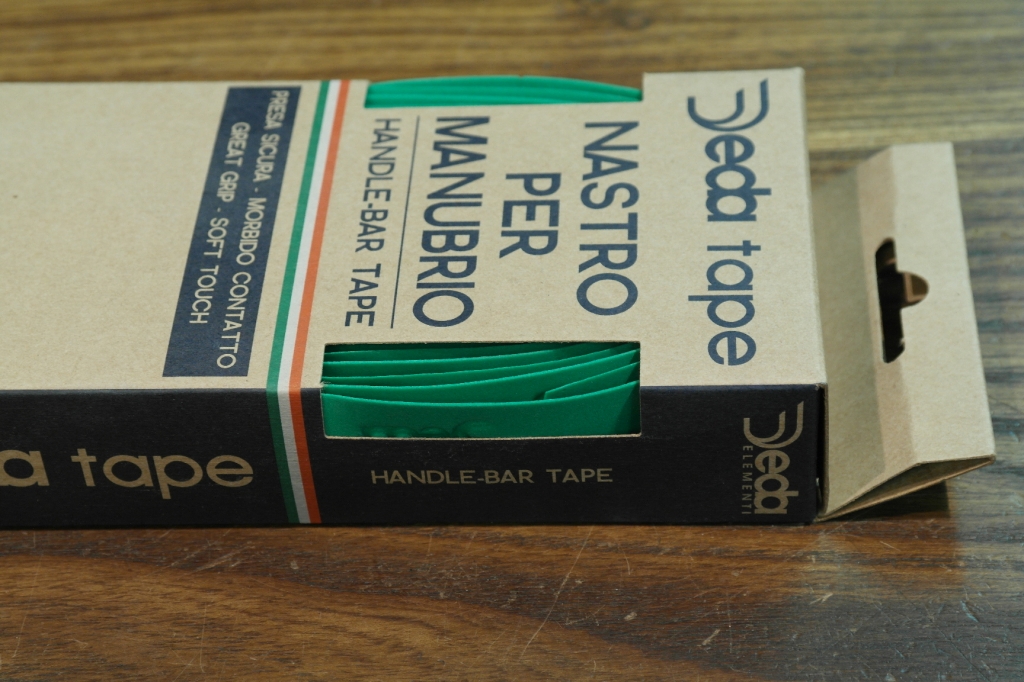 Deda tape
NASTRO
PER
MANUBRIO
HANDLE-BAR TAPE
PRESA SICURA - MORBIDO CONTATTO
GREAT GRIP - SOFT TOUCH
a tape
HANDLE-BAR TAPE
Deda
ELEMENTI